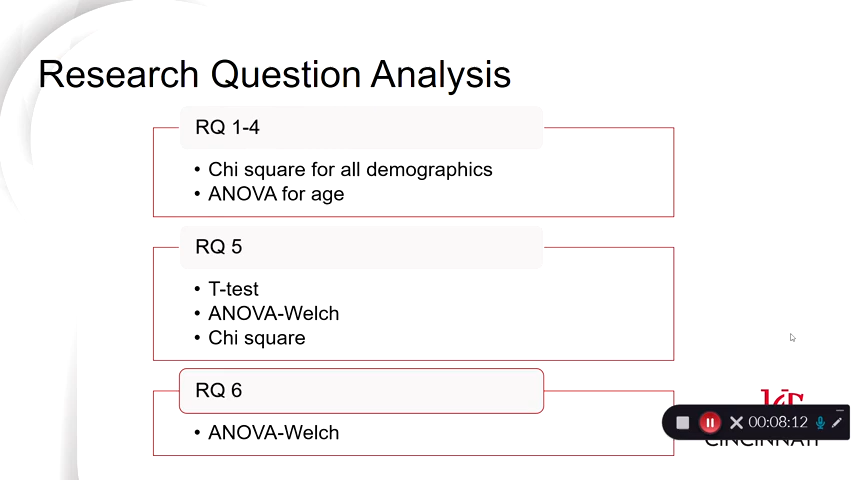 Research Question Analysis
RQ 1-4
• Chi square for all demographics
• ANOVA for age
RQ 5
• T-test
• ANOVA-Welch
• Chi square
RQ 6
• ANOVA-Welch
00:08:12
CINCINNATI